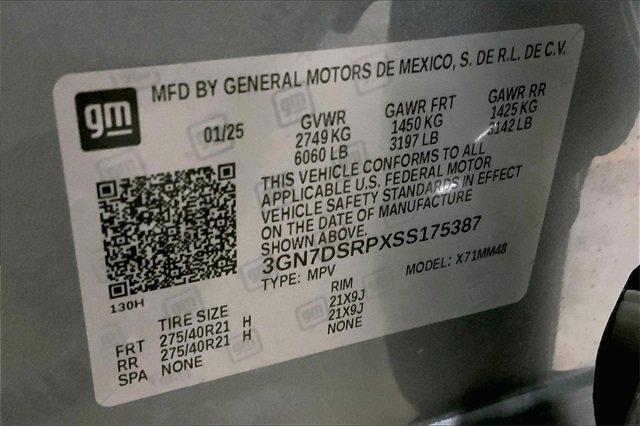 MFD BY GENERAL MOTORS DE MEXICO, S. DE R.L. DE C.V.
gm
01/25
GVWR GAWR FRT GAWR RR
2749 KG 1450 KG 1425 KG
6060 LB 3197 LB 3142 LB
THIS VEHICLE CONFORMS TO ALL
APPLICABLE U.S. FEDERAL MOTOR
VEHICLE SAFETY STANDARDS IN EFFECT
ON THE DATE OF MANUFACTURE
SHOWN ABOVE.
3GN7DSRPXSS175387
TYPE: MPV MODEL: X71MM48
130H
TIRE SIZE RIM
FRT 275/40R21 H 21X9J
RR 275/40R21 H 21X9J
SPA NONE NONE